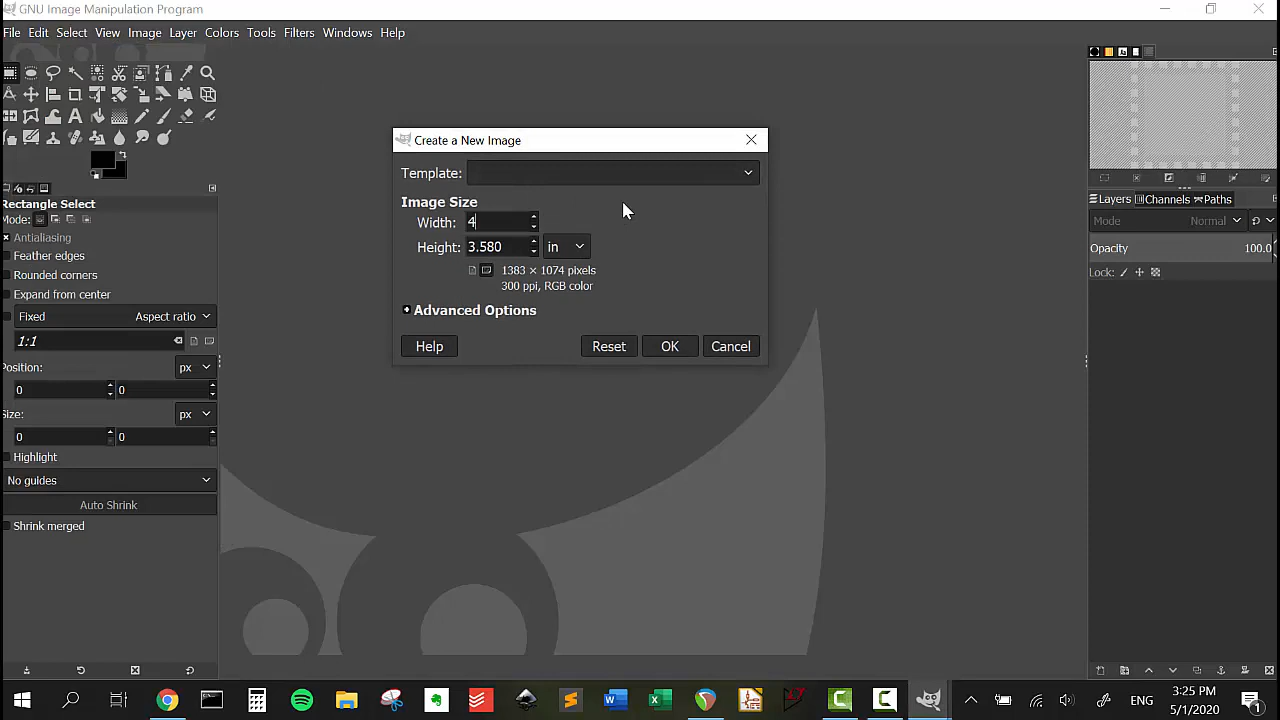 GNU Image Manipulation Program
File Edit Select View Image Layer Colors Tools Filters Windows Help
Create a New Image
Template:
Image Size
Width: 4
Height: 3.580 in
1383 × 1074 pixels
300 ppi, RGB color
Advanced Options
Help Reset OK Cancel
Rectangle Select
Mode:
Antialiasing
Feather edges
Rounded corners
Expand from center
Fixed Aspect ratio
1:1
Position: px
0 0
Size: px
0 0
Highlight
No guides
Auto Shrink
Shrink merged
Layers Channels Paths
Mode Normal
Opacity 100.0
Lock:
ENG
3:25 PM
5/1/2020
1